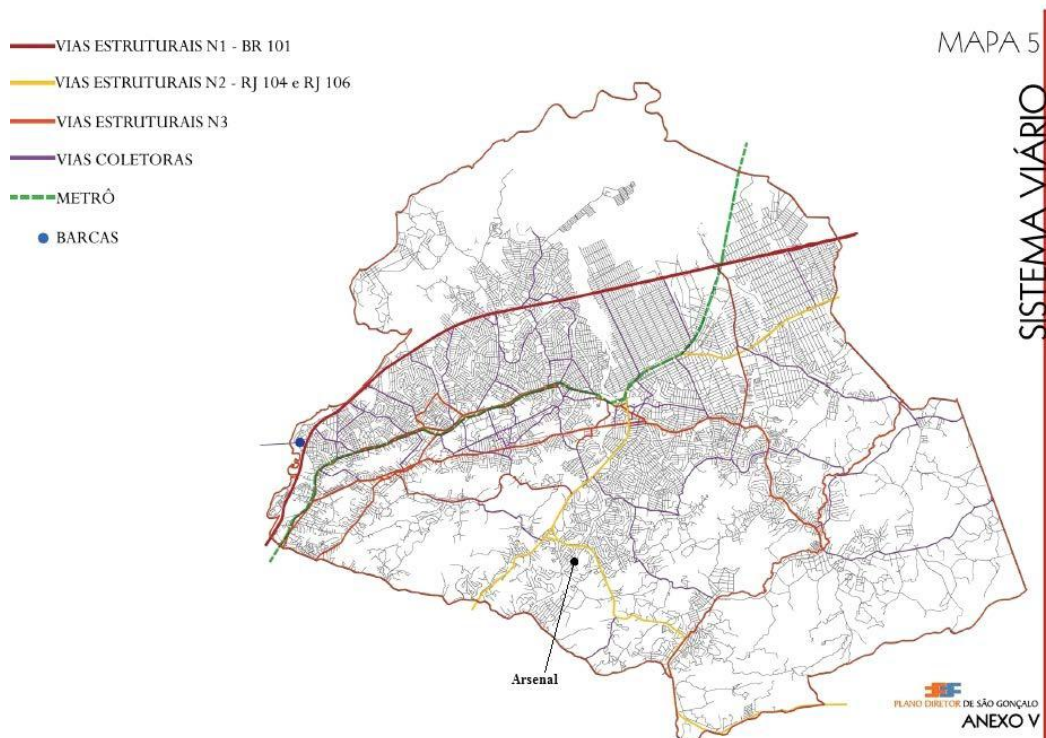 VIAS ESTRUTURAIS N1 - BR 101
VIAS ESTRUTURAIS N2 - RJ 104 e RJ 106
VIAS ESTRUTURAIS N3
VIAS COLETORAS
METRÔ
BARCAS
MAPA 5
SISTEMA VIÁRIO
Arsenal
PLANO DIRETOR DE SÃO GONÇALO
ANEXO V